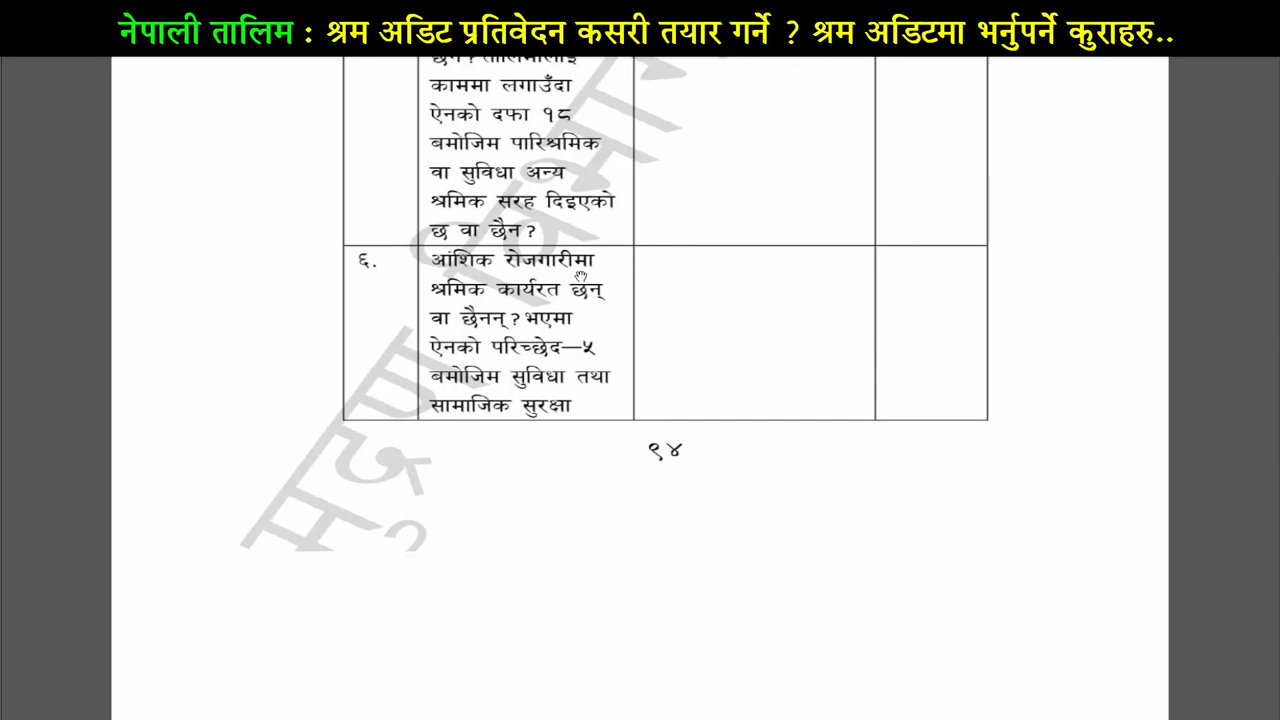 नेपाली तालिम : श्रम अडिट प्रतिवेदन कसरी तयार गर्ने ? श्रम अडिटमा भर्नुपर्ने कुराहरु..
छैन? तालिमीलाई
काममा लगाउँदा
ऐनको दफा १८
बमोजिम पारिश्रमिक
वा सुविधा अन्य
श्रमिक सरह दिइएको
छ वा छैन?
६.
आंशिक रोजगारीमा
श्रमिक कार्यरत छन्
वा छैनन्? भएमा
ऐनको परिच्छेद—५
बमोजिम सुविधा तथा
सामाजिक सुरक्षा
९४
मुद्रण विभाग